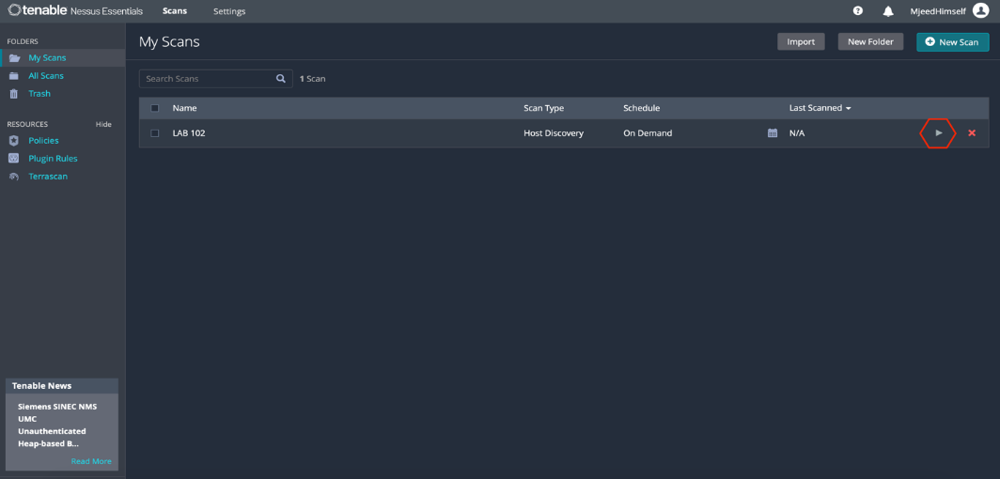 tenable Nessus Essentials Scans Settings MjeedHimself
FOLDERS
My Scans
All Scans
Trash
RESOURCES Hide
Policies
Plugin Rules
Terrascan
Tenable News
Siemens SINEC NMS
UMC
Unauthenticated
Heap-based B...
Read More
My Scans Import New Folder New Scan
Search Scans 1 Scan
Name Scan Type Schedule Last Scanned
LAB 102 Host Discovery On Demand N/A